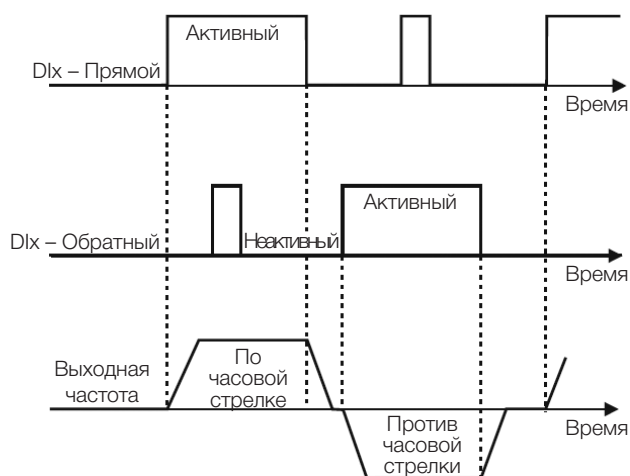 Активный
DIx – Прямой
Время
Активный
DIx – Обратный
Неактивный
Время
Выходная
частота
По
часовой
стрелке
Против
часовой
стрелки
Время